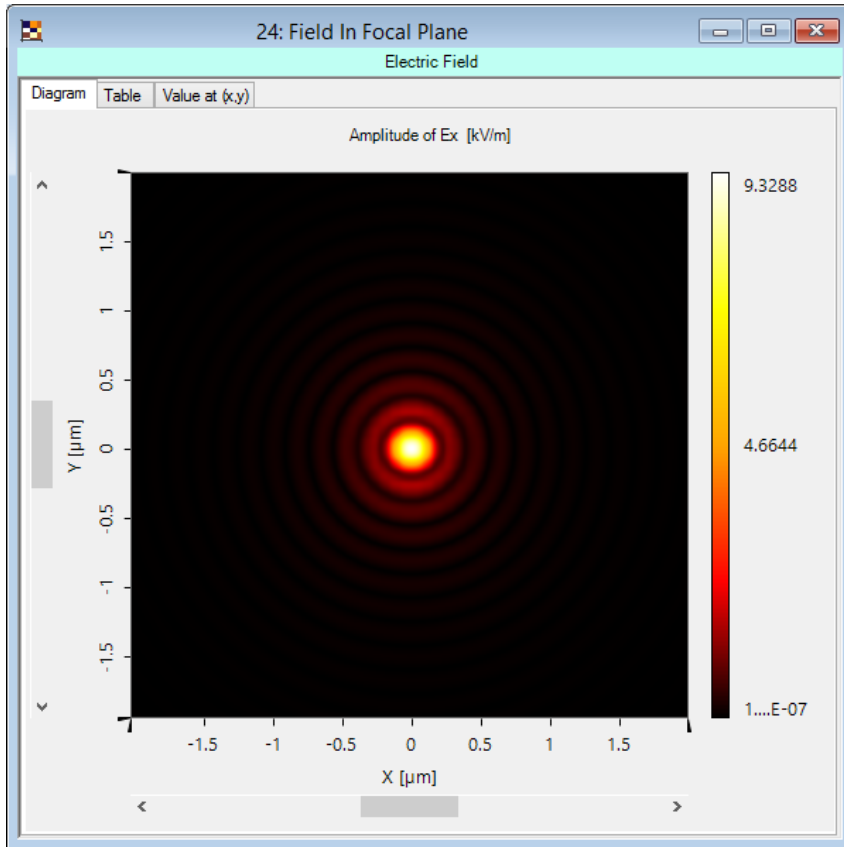 24: Field In Focal Plane
Electric Field
Diagram Table Value at (x,y)
Amplitude of Ex [kV/m]
9.3288
4.6644
1....E-07
Y [µm]
1.5
1
0.5
0
-0.5
-1
-1.5
-1.5 -1 -0.5 0 0.5 1 1.5
X [µm]